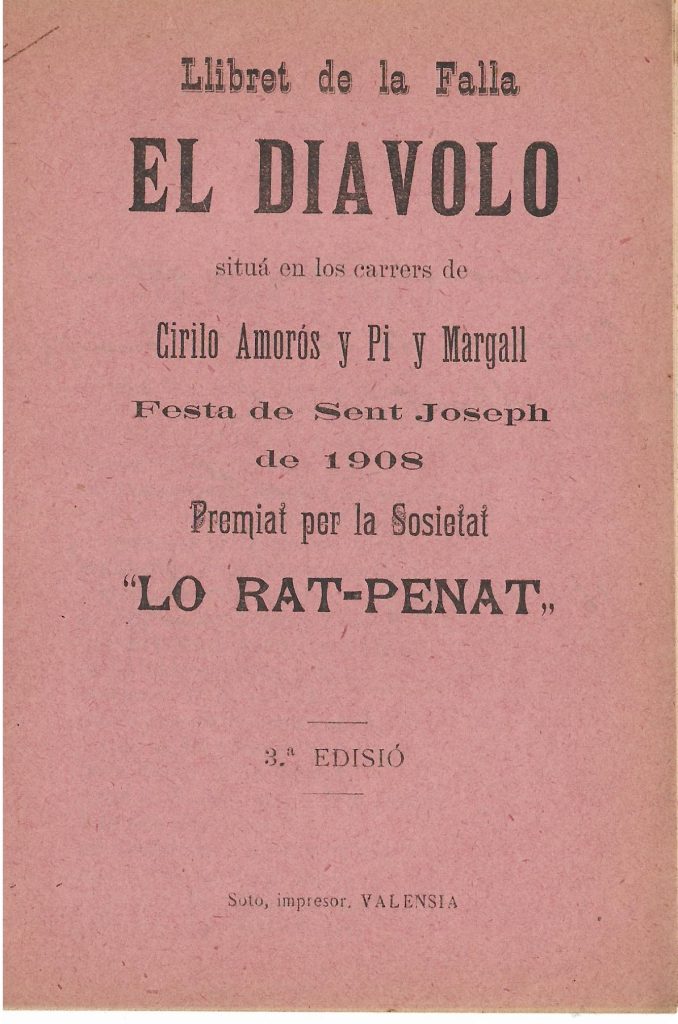 Llibret de la Falla
EL DIAVOLO
situá en los carrers de
Cirilo Amorós y Pi y Margall
Festa de Sent Joseph
de 1908
Premiat per la Sosietat
“LO RAT-PENAT„
3.ª EDISIÓ
Soto, impresor. VALENSIA